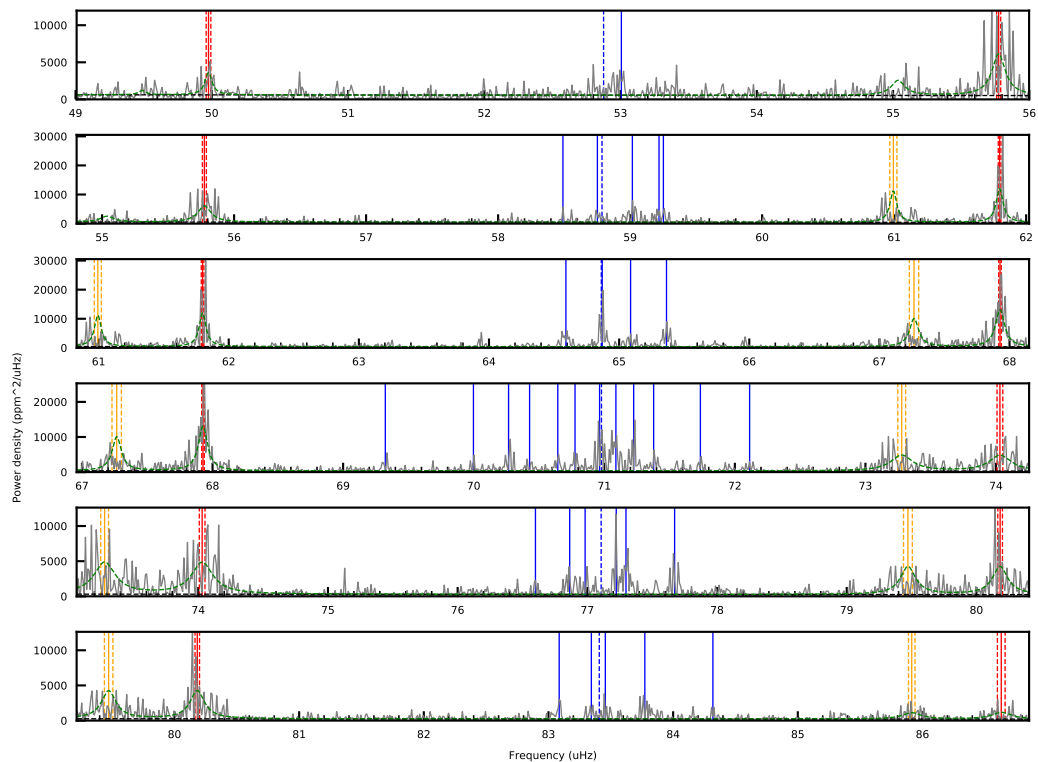 10000
5000
0
49 50 51 52 53 54 55 56
30000
20000
10000
0
55 56 57 58 59 60 61 62
30000
20000
10000
0
61 62 63 64 65 66 67 68
Power density (ppm^2/uHz)
20000
10000
0
67 68 69 70 71 72 73 74
10000
5000
0
74 75 76 77 78 79 80
10000
5000
0
80 81 82 83 84 85 86
Frequency (uHz)